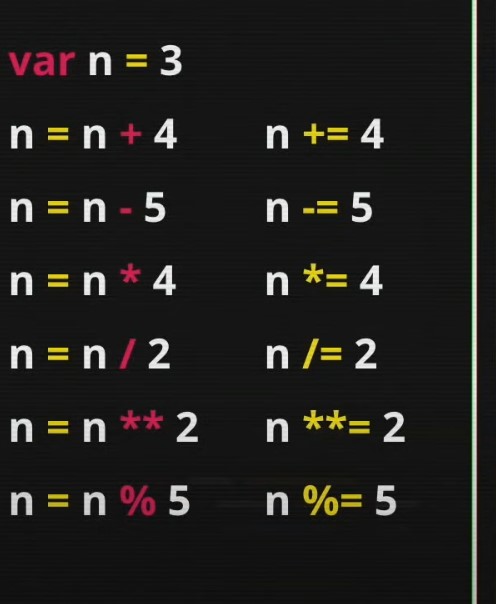 var n = 3
n = n + 4 n += 4
n = n - 5 n -= 5
n = n * 4 n *= 4
n = n / 2 n /= 2
n = n ** 2 n **= 2
n = n % 5 n %= 5